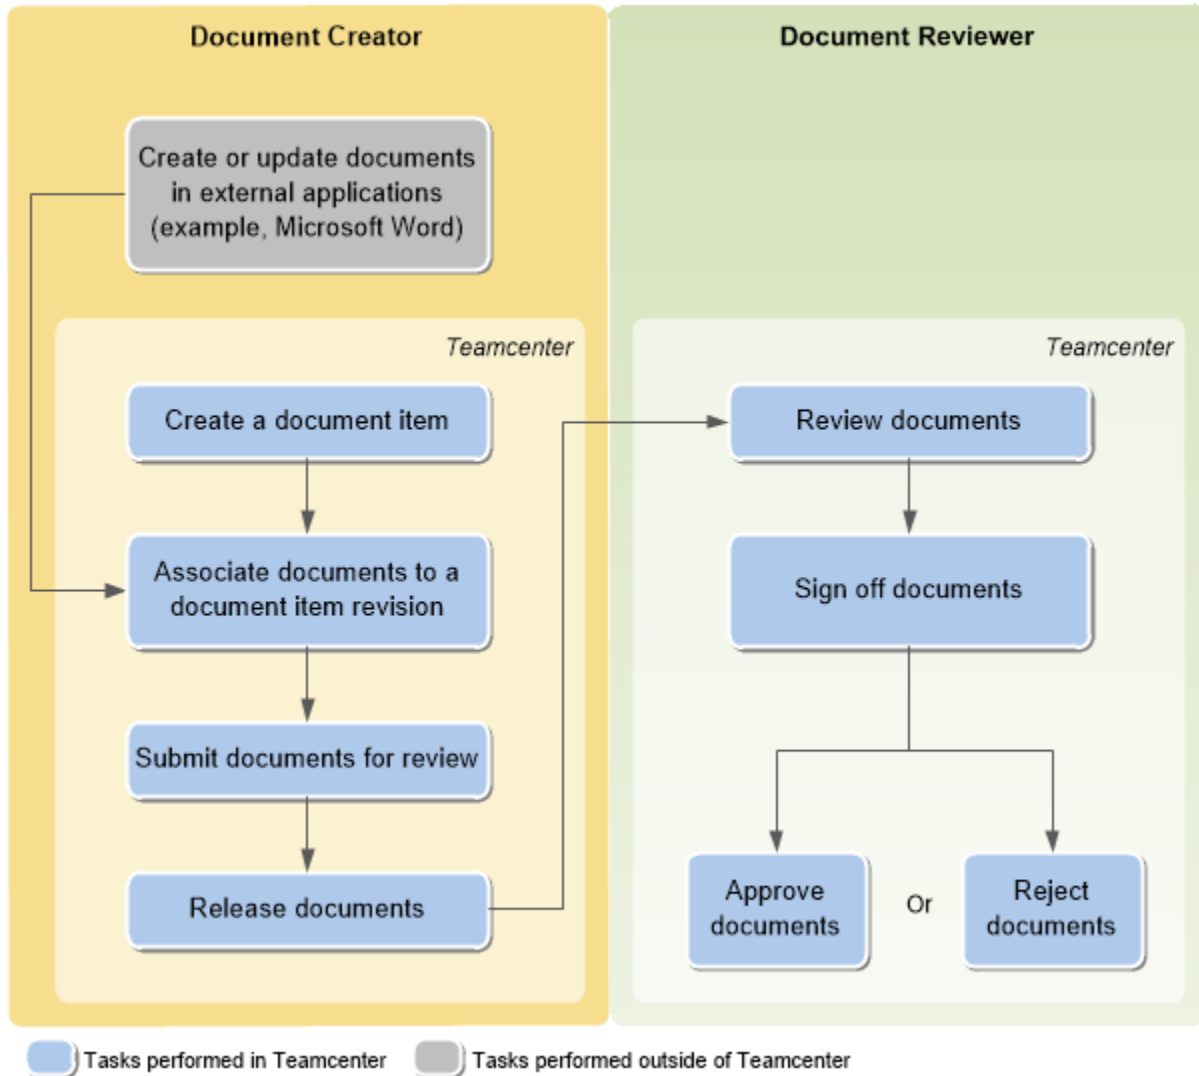 Document Creator
Create or update documents
in external applications
(example, Microsoft Word)
Teamcenter
Create a document item
Associate documents to a
document item revision
Submit documents for review
Release documents
Document Reviewer
Teamcenter
Review documents
Sign off documents
Approve
documents
Or
Reject
documents
Tasks performed in Teamcenter
Tasks performed outside of Teamcenter